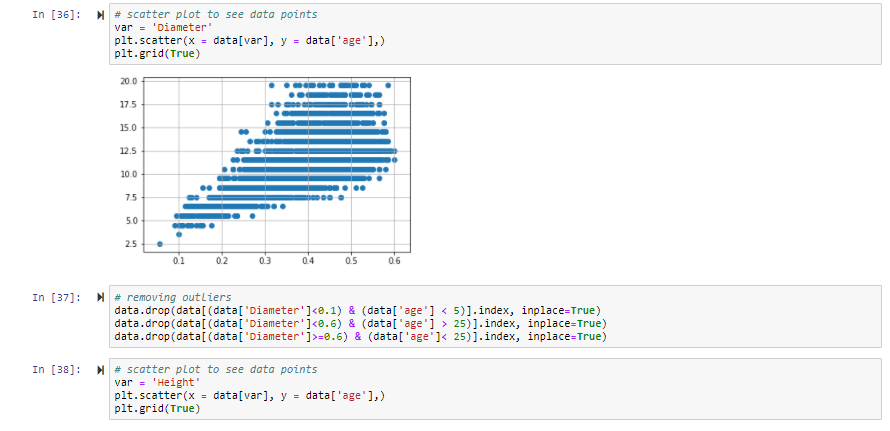 In [36]:
# scatter plot to see data points
var = 'Diameter'
plt.scatter(x = data[var], y = data['age'],)
plt.grid(True)
20.0
17.5
15.0
12.5
10.0
7.5
5.0
2.5
0.1 0.2 0.3 0.4 0.5 0.6
In [37]:
# removing outliers
data.drop(data[(data['Diameter']<0.1) & (data['age'] < 5)].index, inplace=True)
data.drop(data[(data['Diameter']<0.6) & (data['age'] > 25)].index, inplace=True)
data.drop(data[(data['Diameter']>=0.6) & (data['age']< 25)].index, inplace=True)
In [38]:
# scatter plot to see data points
var = 'Height'
plt.scatter(x = data[var], y = data['age'],)
plt.grid(True)